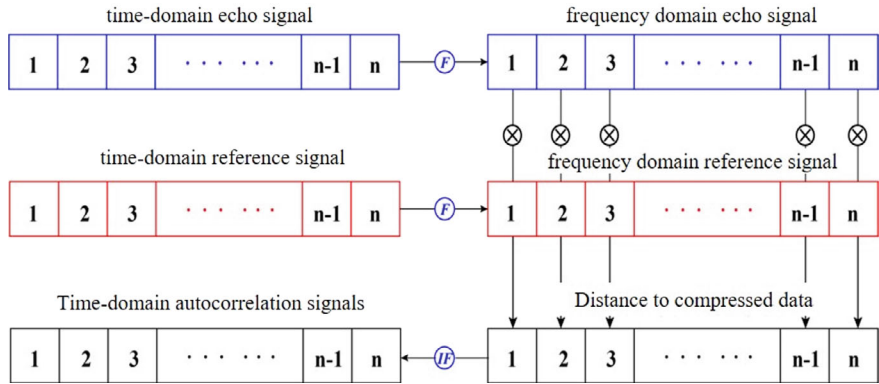 time-domain echo signal
frequency domain echo signal
1 2 3 · · · · · · n-1 n
F
1 2 3 · · · · · · n-1 n
time-domain reference signal
frequency domain reference signal
1 2 3 · · · · · · n-1 n
F
1 2 3 · · · · · · n-1 n
Time-domain autocorrelation signals
Distance to compressed data
1 2 3 · · · · · · n-1 n
IF
1 2 3 · · · · · · n-1 n